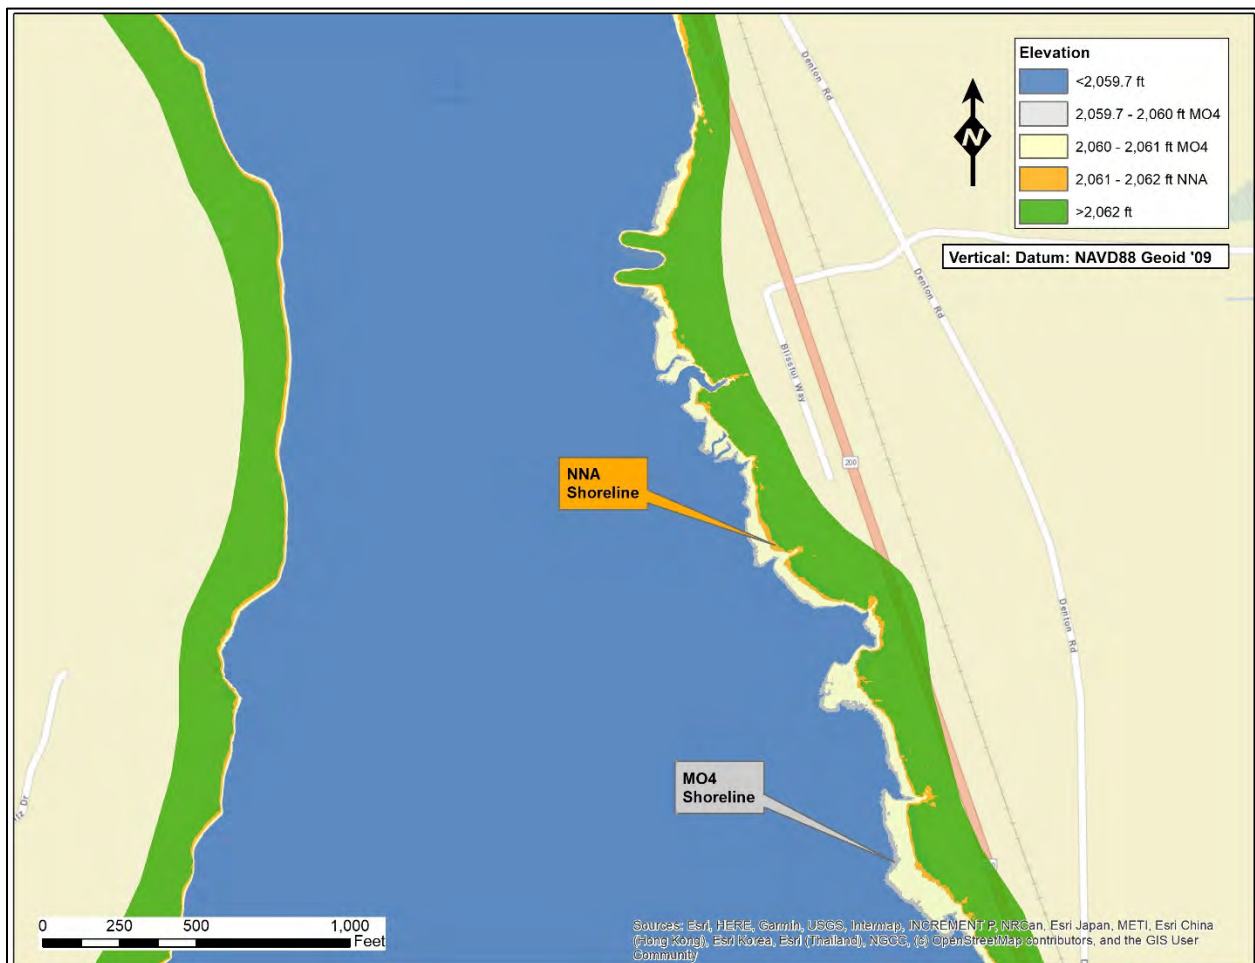 Elevation
<2,059.7 ft
2,059.7 - 2,060 ft MO4
2,060 - 2,061 ft MO4
2,061 - 2,062 ft NNA
>2,062 ft
N
Vertical: Datum: NAVD88 Geoid '09
Denton Rd
Denton Rd
Blissful Way
200
NNA
Shoreline
Denton Rd
MO4
Shoreline
tz Dr
0 250 500 1,000
Feet
Sources: Esri, HERE, Garmin, USGS, Intermap, INCREMENT P, NRCan, Esri Japan, METI, Esri China
(Hong Kong), Esri Korea, Esri (Thailand), NGCC, (c) OpenStreetMap contributors, and the GIS User
Community